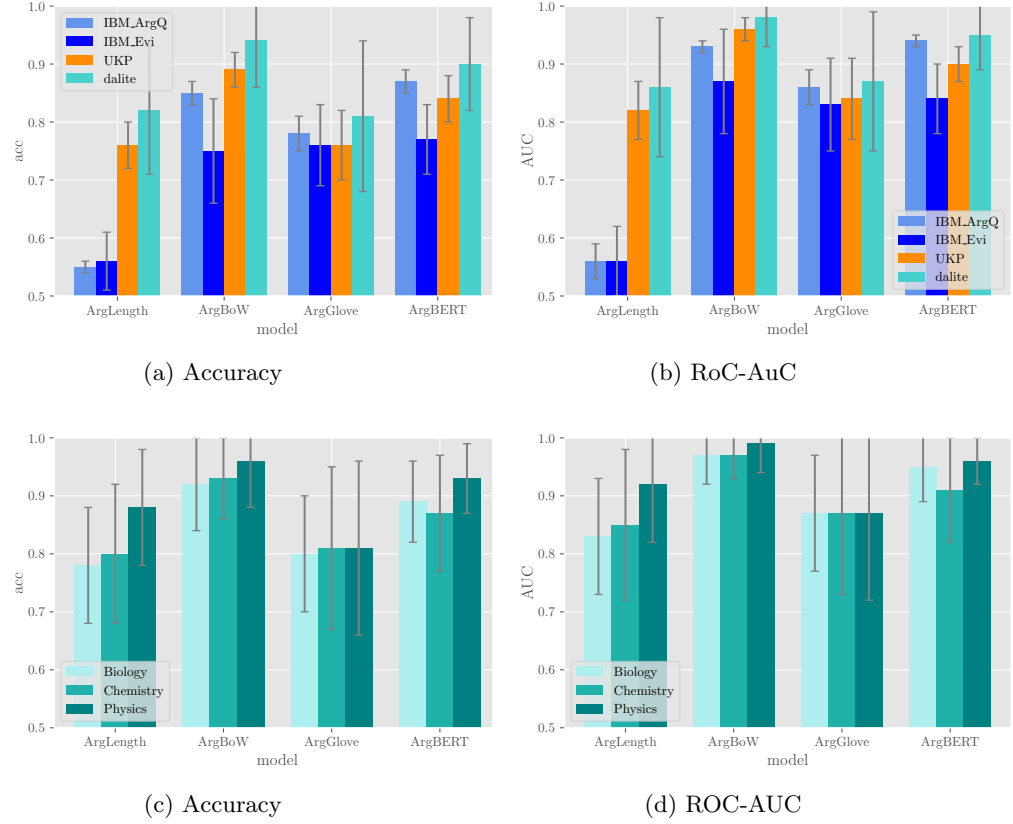 1.0
0.9
0.8
0.7
0.6
0.5
acc
IBM_ArgQ
IBM_Evi
UKP
dalite
ArgLength ArgBoW ArgGlove ArgBERT
model
(a) Accuracy
1.0
0.9
0.8
0.7
0.6
0.5
AUC
IBM_ArgQ
IBM_Evi
UKP
dalite
ArgLength ArgBoW ArgGlove ArgBERT
model
(b) RoC-AuC
1.0
0.9
0.8
0.7
0.6
0.5
acc
Biology
Chemistry
Physics
ArgLength ArgBoW ArgGlove ArgBERT
model
(c) Accuracy
1.0
0.9
0.8
0.7
0.6
0.5
AUC
Biology
Chemistry
Physics
ArgLength ArgBoW ArgGlove ArgBERT
model
(d) ROC-AUC